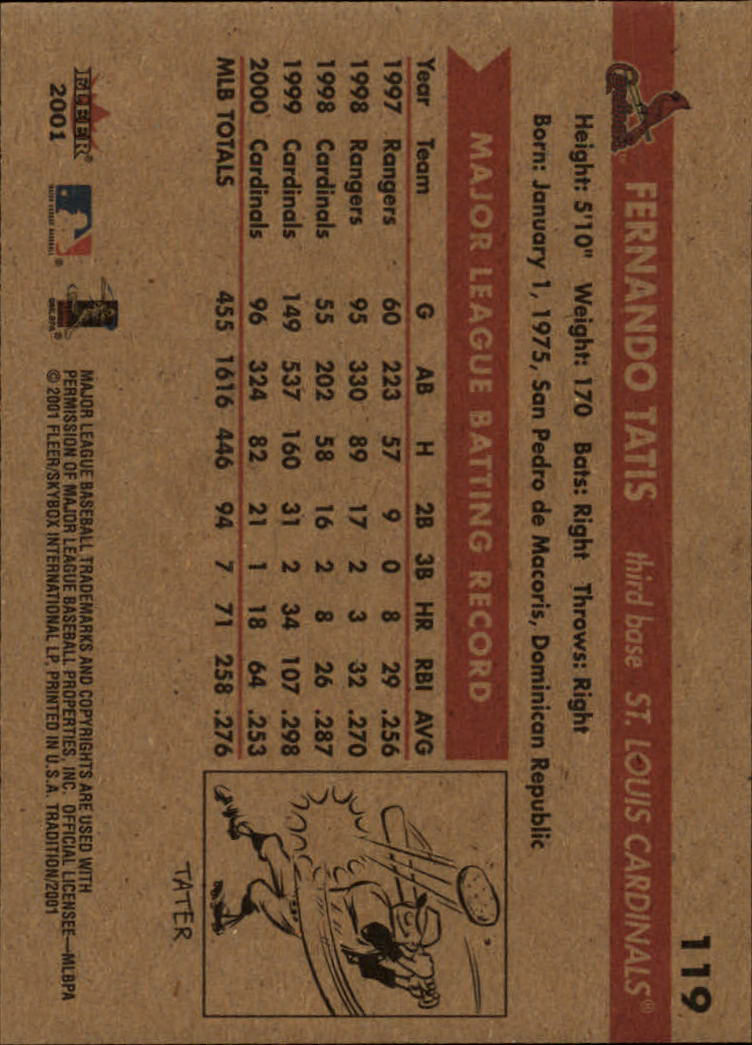 119
FERNANDO TATIS third base ST. LOUIS CARDINALS®
Cardinals™
Height: 5'10" Weight: 170 Bats: Right Throws: Right
Born: January 1, 1975, San Pedro de Macoris, Dominican Republic
MAJOR LEAGUE BATTING RECORD
Year Team G AB H 2B 3B HR RBI AVG
1997 Rangers 60 223 57 9 0 8 29 .256
1998 Rangers 95 330 89 17 2 3 32 .270
1998 Cardinals 55 202 58 16 2 8 26 .287
1999 Cardinals 149 537 160 31 2 34 107 .298
2000 Cardinals 96 324 82 21 1 18 64 .253
MLB TOTALS 455 1616 446 94 7 71 258 .276
TATER
FLEER®
2001
MAJOR LEAGUE BASEBALL®
MLBPA®
MAJOR LEAGUE BASEBALL TRADEMARKS AND COPYRIGHTS ARE USED WITH
PERMISSION OF MAJOR LEAGUE BASEBALL PROPERTIES, INC. OFFICIAL LICENSEE—MLBPA
© 2001 FLEER/SKYBOX INTERNATIONAL LP, PRINTED IN U.S.A. TRADITION/2001